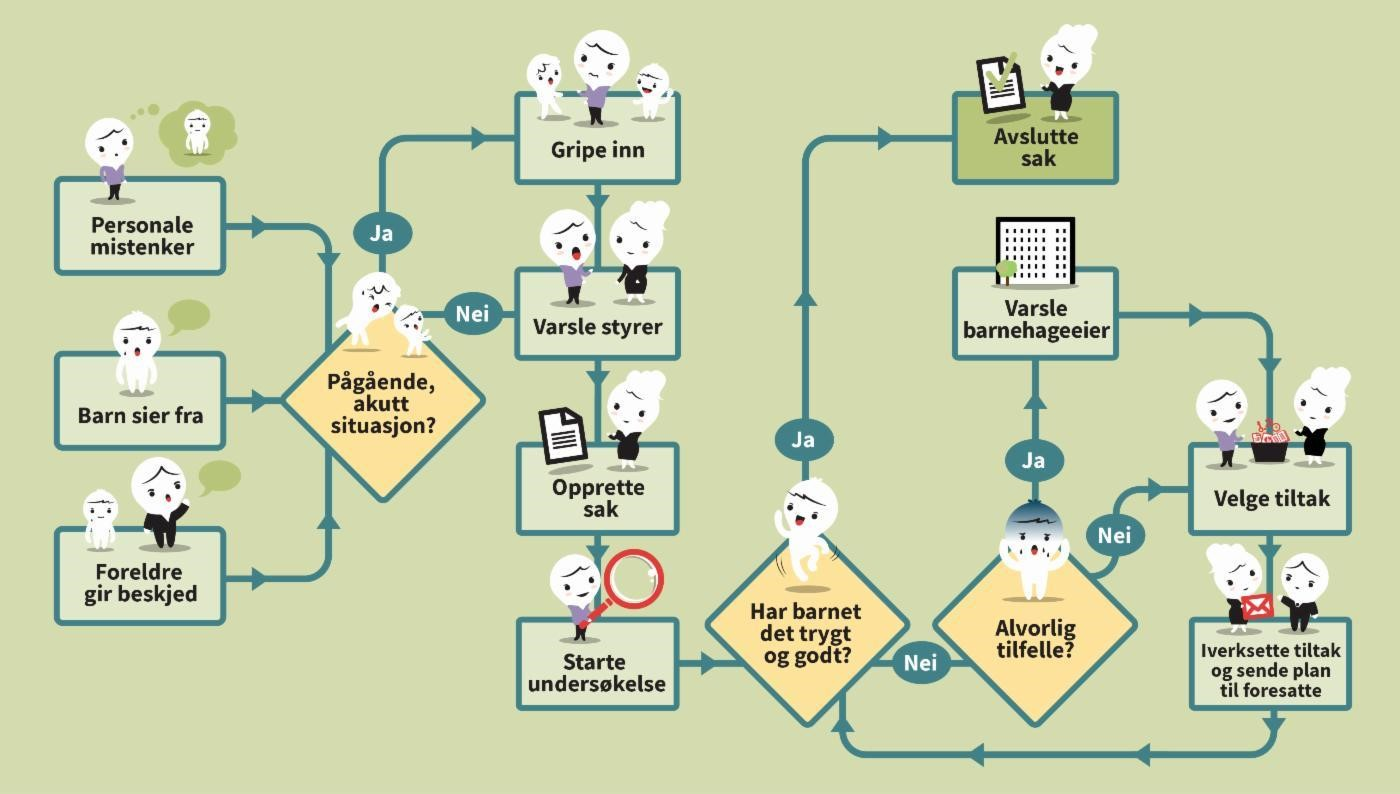 Personale
mistenker
Barn sier fra
Foreldre
gir beskjed
Pågående,
akutt
situasjon?
Ja
Nei
Gripe inn
Varsle styrer
Opprette
sak
Starte
undersøkelse
Har barnet
det trygt
og godt?
Ja
Nei
Avslutte
sak
Alvorlig
tilfelle?
Ja
Nei
Varsle
barnehageeier
Velge tiltak
Iverksette tiltak
og sende plan
til foresatte